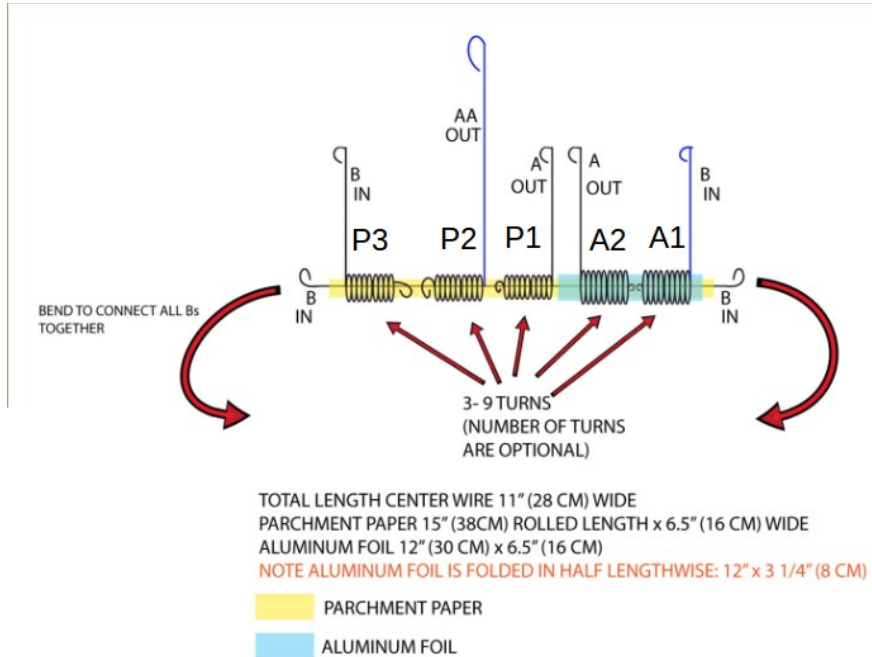 AA
OUT
B
IN
A
OUT
A
OUT
B
IN
P3
P2
P1
A2
A1
B
IN
B
IN
BEND TO CONNECT ALL Bs
TOGETHER
3- 9 TURNS
(NUMBER OF TURNS
ARE OPTIONAL)
TOTAL LENGTH CENTER WIRE 11” (28 CM) WIDE
PARCHMENT PAPER 15” (38CM) ROLLED LENGTH x 6.5” (16 CM) WIDE
ALUMINUM FOIL 12” (30 CM) x 6.5” (16 CM)
NOTE ALUMINUM FOIL IS FOLDED IN HALF LENGTHWISE: 12” x 3 1/4” (8 CM)
PARCHMENT PAPER
ALUMINUM FOIL